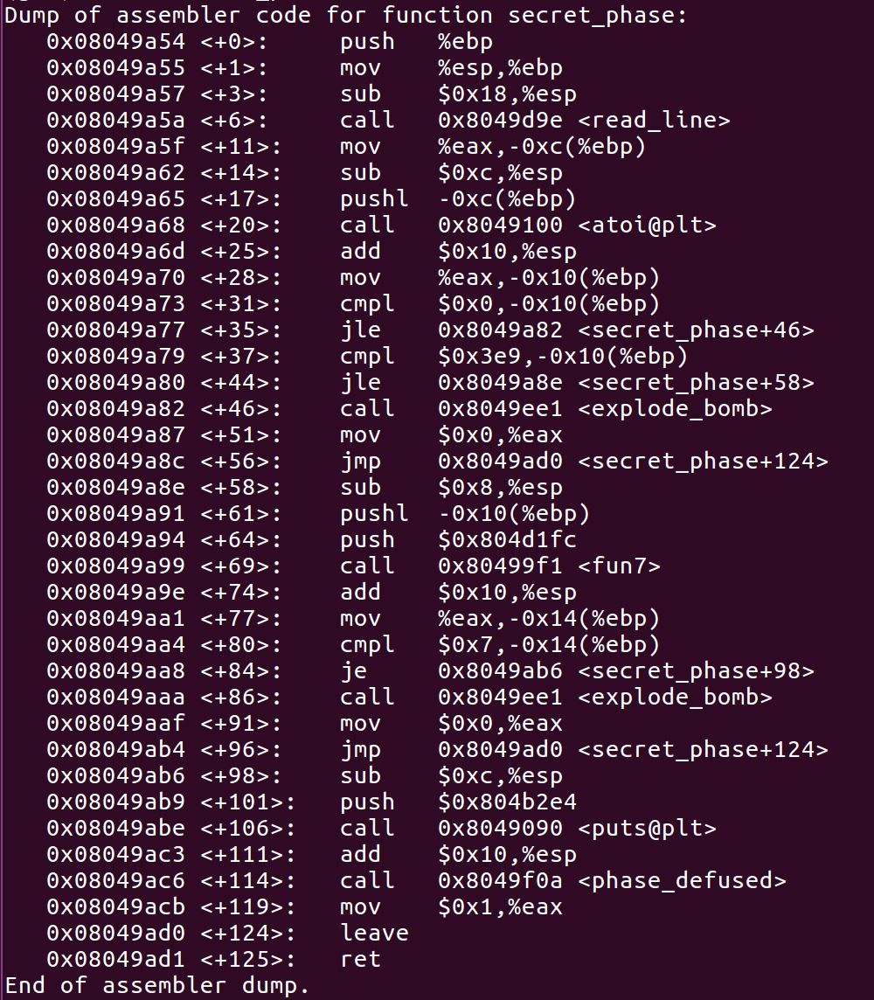 Dump of assembler code for function secret_phase:
   0x08049a54 <+0>:     push   %ebp
   0x08049a55 <+1>:     mov    %esp,%ebp
   0x08049a57 <+3>:     sub    $0x18,%esp
   0x08049a5a <+6>:     call   0x8049d9e <read_line>
   0x08049a5f <+11>:    mov    %eax,-0xc(%ebp)
   0x08049a62 <+14>:    sub    $0xc,%esp
   0x08049a65 <+17>:    pushl  -0xc(%ebp)
   0x08049a68 <+20>:    call   0x8049100 <atoi@plt>
   0x08049a6d <+25>:    add    $0x10,%esp
   0x08049a70 <+28>:    mov    %eax,-0x10(%ebp)
   0x08049a73 <+31>:    cmpl   $0x0,-0x10(%ebp)
   0x08049a77 <+35>:    jle    0x8049a82 <secret_phase+46>
   0x08049a79 <+37>:    cmpl   $0x3e9,-0x10(%ebp)
   0x08049a80 <+44>:    jle    0x8049a8e <secret_phase+58>
   0x08049a82 <+46>:    call   0x8049ee1 <explode_bomb>
   0x08049a87 <+51>:    mov    $0x0,%eax
   0x08049a8c <+56>:    jmp    0x8049ad0 <secret_phase+124>
   0x08049a8e <+58>:    sub    $0x8,%esp
   0x08049a91 <+61>:    pushl  -0x10(%ebp)
   0x08049a94 <+64>:    push   $0x804d1fc
   0x08049a99 <+69>:    call   0x80499f1 <fun7>
   0x08049a9e <+74>:    add    $0x10,%esp
   0x08049aa1 <+77>:    mov    %eax,-0x14(%ebp)
   0x08049aa4 <+80>:    cmpl   $0x7,-0x14(%ebp)
   0x08049aa8 <+84>:    je     0x8049ab6 <secret_phase+98>
   0x08049aaa <+86>:    call   0x8049ee1 <explode_bomb>
   0x08049aaf <+91>:    mov    $0x0,%eax
   0x08049ab4 <+96>:    jmp    0x8049ad0 <secret_phase+124>
   0x08049ab6 <+98>:    sub    $0xc,%esp
   0x08049ab9 <+101>:   push   $0x804b2e4
   0x08049abe <+106>:   call   0x8049090 <puts@plt>
   0x08049ac3 <+111>:   add    $0x10,%esp
   0x08049ac6 <+114>:   call   0x8049f0a <phase_defused>
   0x08049acb <+119>:   mov    $0x1,%eax
   0x08049ad0 <+124>:   leave
   0x08049ad1 <+125>:   ret
End of assembler dump.